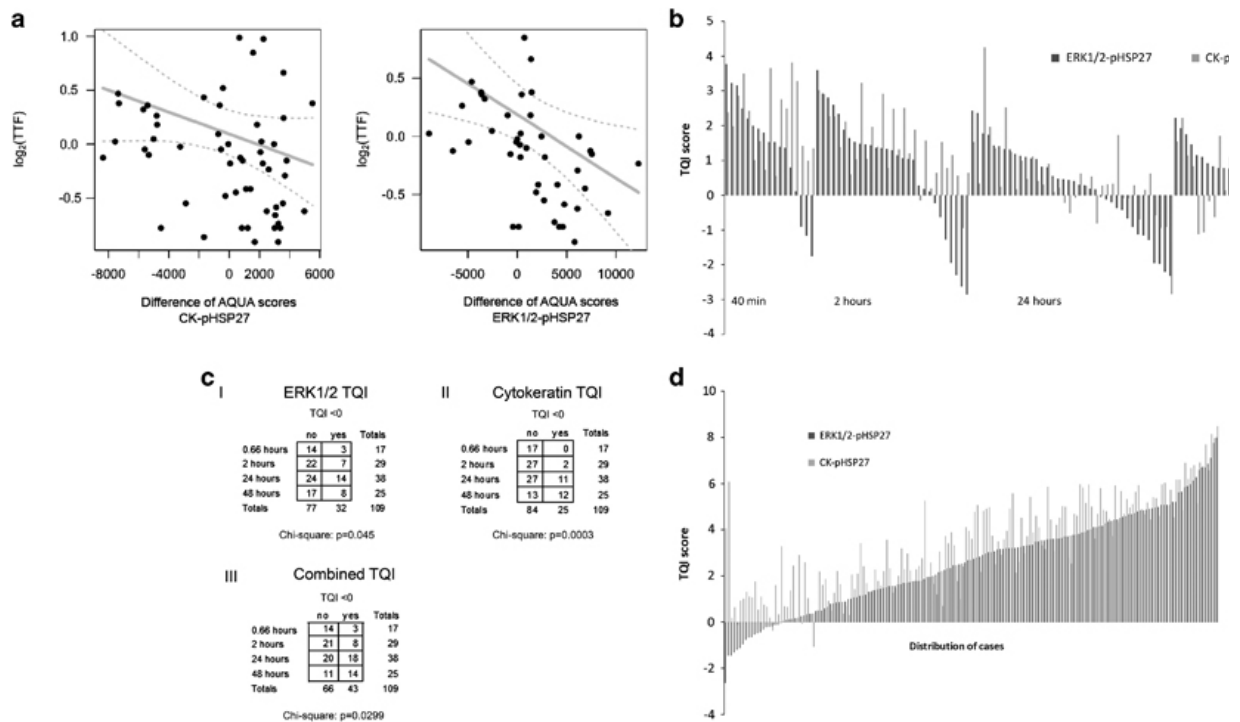 a
1.0
0.5
0.0
-0.5
log2(TTF)
-8000 -4000 0 2000 6000
Difference of AQUA scores
CK-pHSP27
0.5
0.0
-0.5
log2(TTF)
-5000 0 5000 10000
Difference of AQUA scores
ERK1/2-pHSP27
b
5
4
3
2
1
0
-1
-2
-3
-4
TQI score
ERK1/2-pHSP27 CK-p
40 min 2 hours 24 hours
c
I ERK1/2 TQI
TQI <0
no yes Totals
0.66 hours 14 3 17
2 hours 22 7 29
24 hours 24 14 38
48 hours 17 8 25
Totals 77 32 109
Chi-square: p=0.045
II Cytokeratin TQI
TQI <0
no yes Totals
0.66 hours 17 0 17
2 hours 27 2 29
24 hours 27 11 38
48 hours 13 12 25
Totals 84 25 109
Chi-square: p=0.0003
III Combined TQI
TQI <0
no yes Totals
0.66 hours 14 3 17
2 hours 21 8 29
24 hours 20 18 38
48 hours 11 14 25
Totals 66 43 109
Chi-square: p=0.0299
d
10
8
6
4
2
0
-2
-4
TQI score
ERK1/2-pHSP27
CK-pHSP27
Distribution of cases